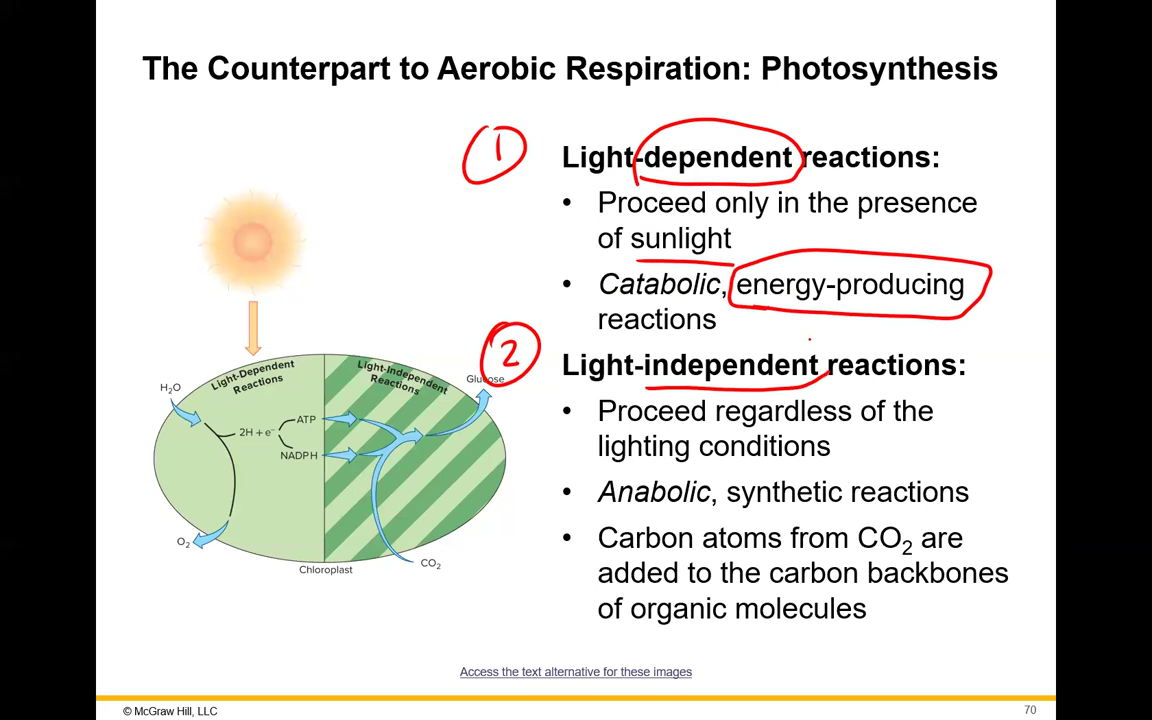 The Counterpart to Aerobic Respiration: Photosynthesis
1
Light-dependent reactions:
• Proceed only in the presence
of sunlight
• Catabolic, energy-producing
reactions
2
Light-independent reactions:
• Proceed regardless of the
lighting conditions
• Anabolic, synthetic reactions
• Carbon atoms from CO₂ are
added to the carbon backbones
of organic molecules
Light-Dependent
Reactions
Light-Independent
Reactions
Glucose
H₂O
2H + e⁻
ATP
NADPH
O₂
CO₂
Chloroplast
Access the text alternative for these images
© McGraw Hill, LLC
70